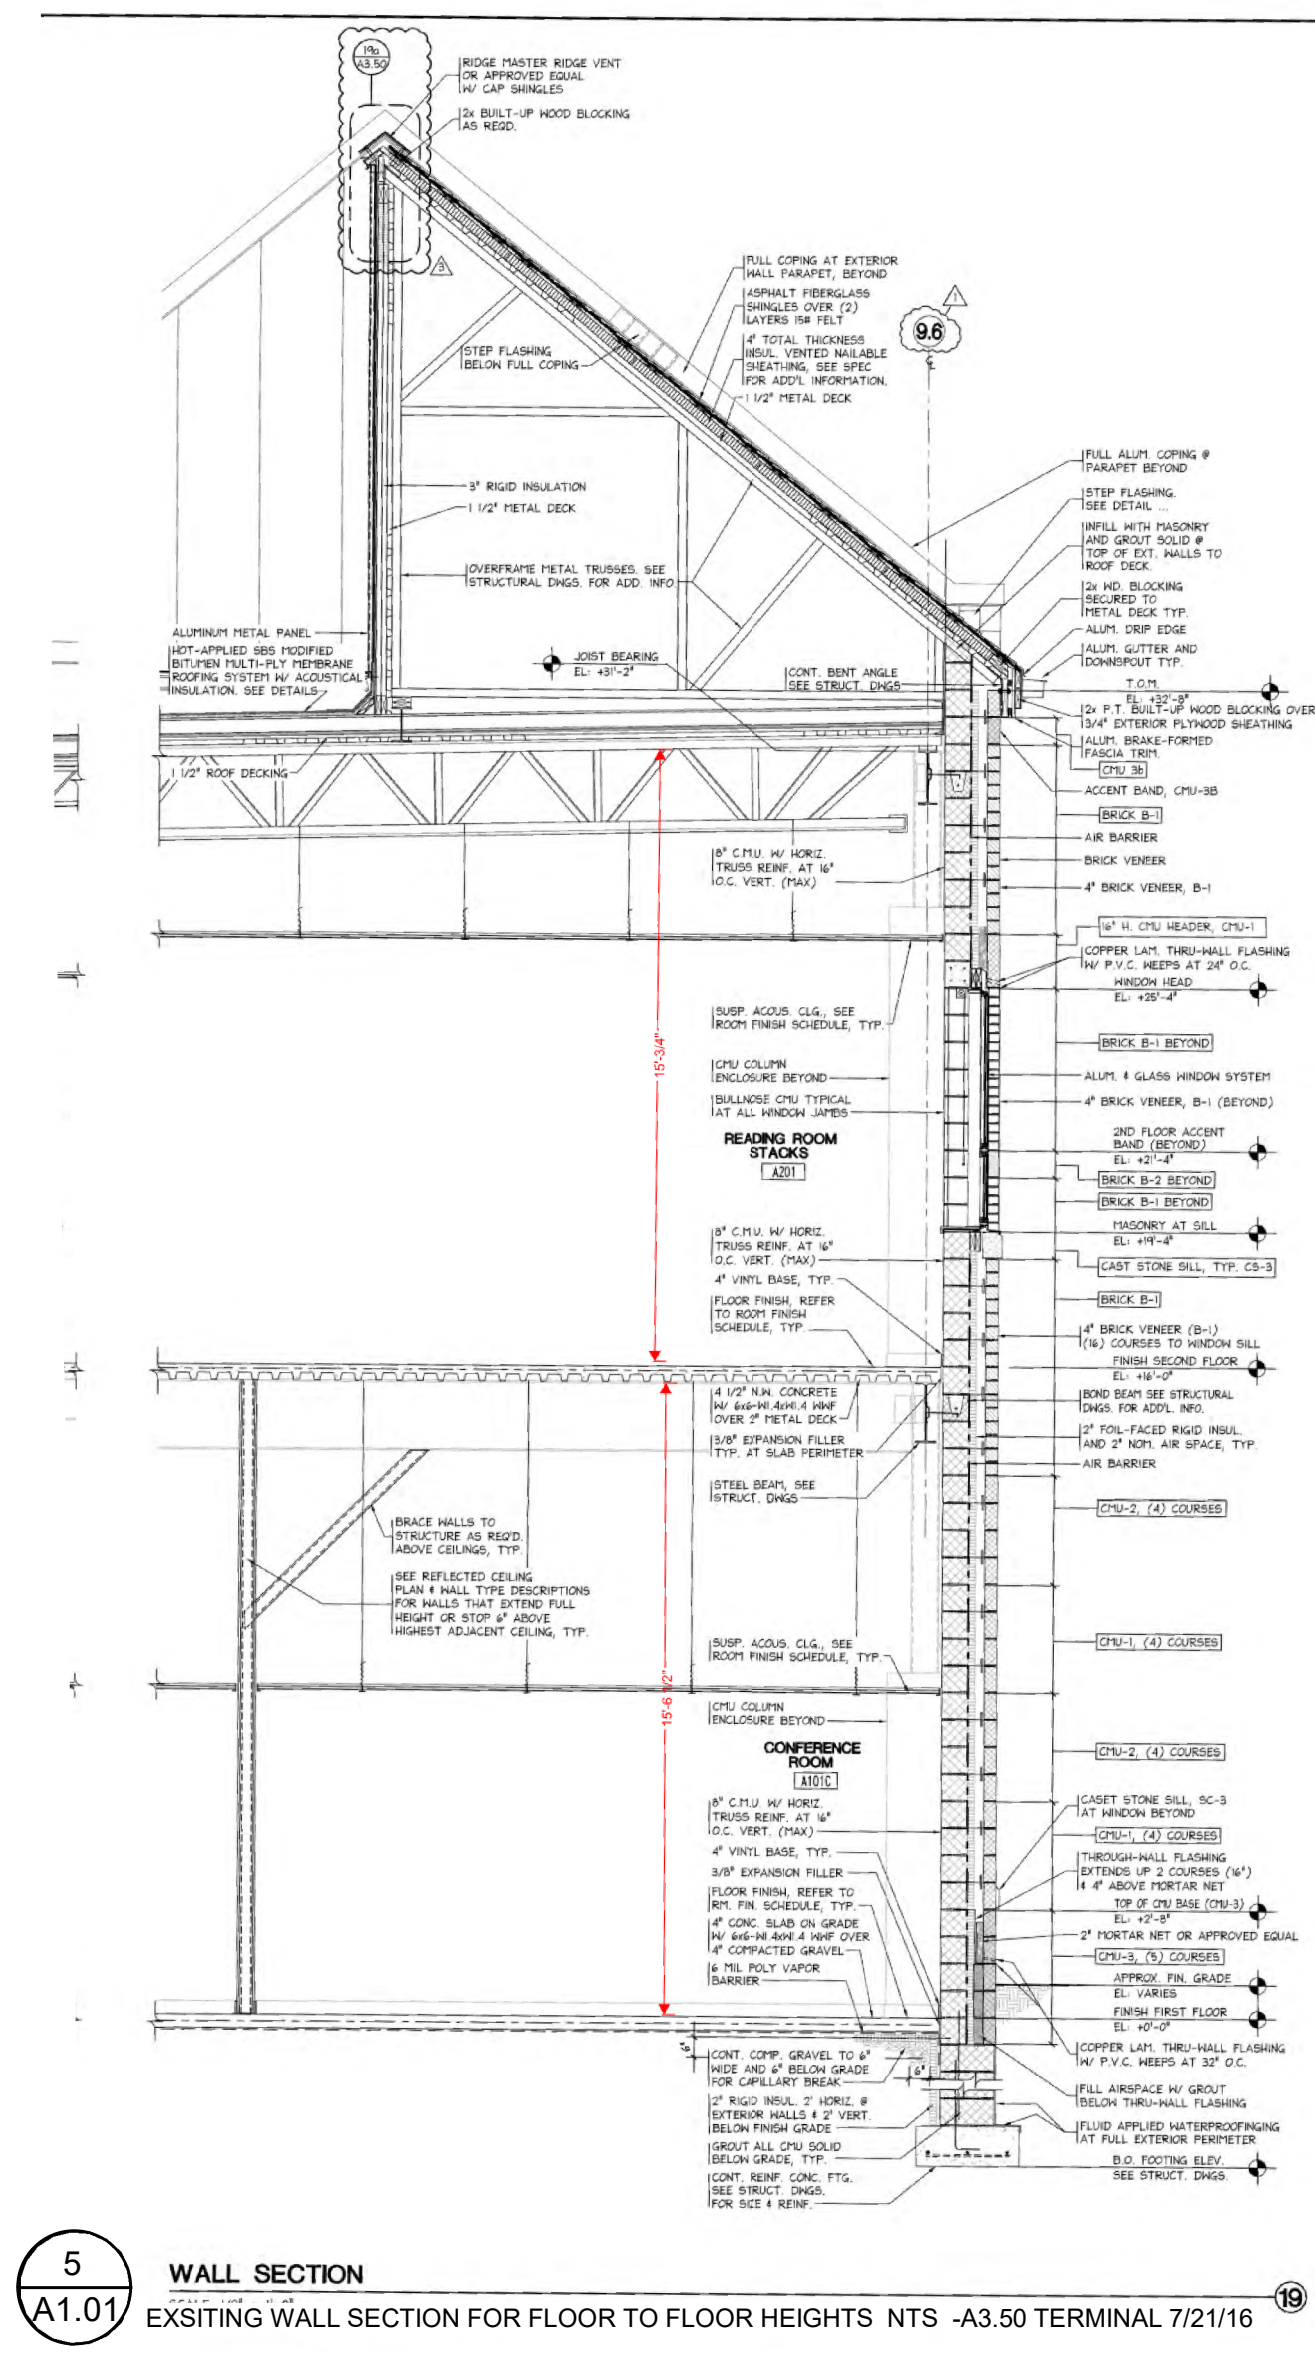 19a
A3.50
RIDGE MASTER RIDGE VENT
OR APPROVED EQUAL
W/ CAP SHINGLES
2x BUILT-UP WOOD BLOCKING
AS REQD.
3
FULL COPING AT EXTERIOR
WALL PARAPET, BEYOND
ASPHALT FIBERGLASS
SHINGLES OVER (2)
LAYERS 15# FELT
4" TOTAL THICKNESS
INSUL. VENTED NAILABLE
SHEATHING, SEE SPEC
FOR ADD'L INFORMATION.
1 1/2" METAL DECK
1
9.6
STEP FLASHING
BELOW FULL COPING
FULL ALUM. COPING @
PARAPET BEYOND
STEP FLASHING.
SEE DETAIL ...
INFILL WITH MASONRY
AND GROUT SOLID @
TOP OF EXT. WALLS TO
ROOF DECK.
2x WD. BLOCKING
SECURED TO
METAL DECK TYP.
ALUM. DRIP EDGE
ALUM. GUTTER AND
DOWNSPOUT TYP.
T.O.M.
EL: +32'-8"
2x P.T. BUILT-UP WOOD BLOCKING OVER
3/4" EXTERIOR PLYWOOD SHEATHING
ALUM. BRAKE-FORMED
FASCIA TRIM.
CMU 3b
ACCENT BAND, CMU-3B
BRICK B-1
AIR BARRIER
BRICK VENEER
4" BRICK VENEER, B-1
16" H. CMU HEADER, CMU-1
COPPER LAM. THRU-WALL FLASHING
W/ P.V.C. WEEPS AT 24" O.C.
WINDOW HEAD
EL: +25'-4"
BRICK B-1 BEYOND
ALUM. & GLASS WINDOW SYSTEM
4" BRICK VENEER, B-1 (BEYOND)
2ND FLOOR ACCENT
BAND (BEYOND)
EL: +21'-4"
BRICK B-2 BEYOND
BRICK B-1 BEYOND
MASONRY AT SILL
EL: +19'-4"
CAST STONE SILL, TYP. CS-3
BRICK B-1
4" BRICK VENEER (B-1)
(16) COURSES TO WINDOW SILL
FINISH SECOND FLOOR
EL: +16'-0"
BOND BEAM SEE STRUCTURAL
DWGS. FOR ADD'L. INFO.
2" FOIL-FACED RIGID INSUL.
AND 2" NOM. AIR SPACE, TYP.
AIR BARRIER
CMU-2, (4) COURSES
CMU-1, (4) COURSES
CMU-2, (4) COURSES
CASET STONE SILL, SC-3
AT WINDOW BEYOND
CMU-1, (4) COURSES
THROUGH-WALL FLASHING
EXTENDS UP 2 COURSES (16")
& 4" ABOVE MORTAR NET
TOP OF CMU BASE (CMU-3)
EL: +2'-8"
2" MORTAR NET OR APPROVED EQUAL
CMU-3, (5) COURSES
APPROX. FIN. GRADE
EL: VARIES
FINISH FIRST FLOOR
EL: +0'-0"
COPPER LAM. THRU-WALL FLASHING
W/ P.V.C. WEEPS AT 32" O.C.
FILL AIRSPACE W/ GROUT
BELOW THRU-WALL FLASHING
FLUID APPLIED WATERPROOFINGING
AT FULL EXTERIOR PERIMETER
B.O. FOOTING ELEV.
SEE STRUCT. DWGS.
3" RIGID INSULATION
1 1/2" METAL DECK
OVERFRAME METAL TRUSSES. SEE
STRUCTURAL DWGS. FOR ADD. INFO
ALUMINUM METAL PANEL
HOT-APPLIED SBS MODIFIED
BITUMEN MULTI-PLY MEMBRANE
ROOFING SYSTEM W/ ACOUSTICAL
INSULATION. SEE DETAILS
JOIST BEARING
EL: +31'-2"
CONT. BENT ANGLE
SEE STRUCT. DWGS
1 1/2" ROOF DECKING
8" C.M.U. W/ HORIZ.
TRUSS REINF. AT 16"
O.C. VERT. (MAX)
SUSP. ACOUS. CLG., SEE
ROOM FINISH SCHEDULE, TYP.
15'-3/4"
CMU COLUMN
ENCLOSURE BEYOND
BULLNOSE CMU TYPICAL
AT ALL WINDOW JAMBS
READING ROOM
STACKS
A201
8" C.M.U. W/ HORIZ.
TRUSS REINF. AT 16"
O.C. VERT. (MAX)
4" VINYL BASE, TYP.
FLOOR FINISH, REFER
TO ROOM FINISH
SCHEDULE, TYP.
4 1/2" N.W. CONCRETE
W/ 6x6-W1.4xW1.4 WWF
OVER 2" METAL DECK
3/8" EXPANSION FILLER
TYP. AT SLAB PERIMETER
STEEL BEAM, SEE
STRUCT. DWGS
BRACE WALLS TO
STRUCTURE AS REQ'D.
ABOVE CEILINGS, TYP.
SEE REFLECTED CEILING
PLAN & WALL TYPE DESCRIPTIONS
FOR WALLS THAT EXTEND FULL
HEIGHT OR STOP 6" ABOVE
HIGHEST ADJACENT CEILING, TYP.
SUSP. ACOUS. CLG., SEE
ROOM FINISH SCHEDULE, TYP.
15'-6 1/2"
CMU COLUMN
ENCLOSURE BEYOND
CONFERENCE
ROOM
A101C
8" C.M.U. W/ HORIZ.
TRUSS REINF. AT 16"
O.C. VERT. (MAX)
4" VINYL BASE, TYP.
3/8" EXPANSION FILLER
FLOOR FINISH, REFER TO
RM. FIN. SCHEDULE, TYP.
4" CONC. SLAB ON GRADE
W/ 6x6-W1.4xW1.4 WWF OVER
4" COMPACTED GRAVEL
6 MIL POLY VAPOR
BARRIER
CONT. COMP. GRAVEL TO 6"
WIDE AND 6" BELOW GRADE
FOR CAPILLARY BREAK
6"
2" RIGID INSUL. 2' HORIZ. @
EXTERIOR WALLS & 2' VERT.
BELOW FINISH GRADE
GROUT ALL CMU SOLID
BELOW GRADE, TYP.
CONT. REINF. CONC. FTG.
SEE STRUCT. DWGS.
FOR SIZE & REINF.
5
A1.01
WALL SECTION
19
EXSITING WALL SECTION FOR FLOOR TO FLOOR HEIGHTS NTS -A3.50 TERMINAL 7/21/16